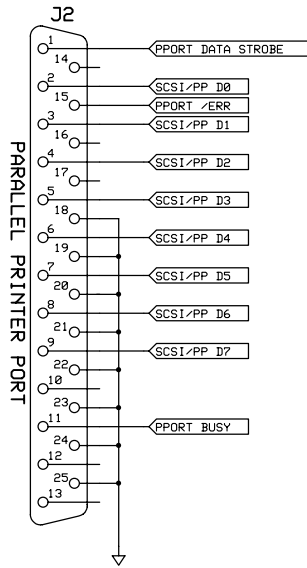 J2
1
PPORT DATA STROBE
14
2
SCSI/PP D0
15
PPORT /ERR
3
SCSI/PP D1
16
4
SCSI/PP D2
17
5
SCSI/PP D3
18
6
SCSI/PP D4
19
7
SCSI/PP D5
20
8
SCSI/PP D6
21
9
SCSI/PP D7
22
10
23
11
PPORT BUSY
24
12
25
13
PARALLEL PRINTER PORT